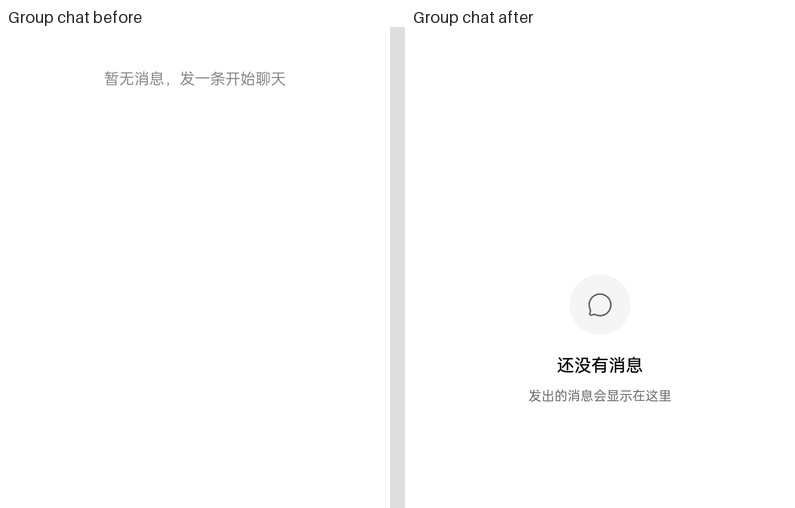 Group chat before
暂无消息，发一条开始聊天
Group chat after
还没有消息
发出的消息会显示在这里